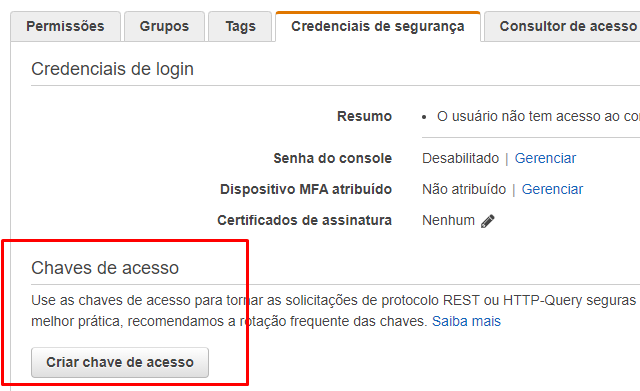 Permissões Grupos Tags Credenciais de segurança Consultor de acesso
Credenciais de login
Resumo • O usuário não tem acesso ao
Senha do console Desabilitado | Gerenciar
Dispositivo MFA atribuído Não atribuído | Gerenciar
Certificados de assinatura Nenhum
Chaves de acesso
Use as chaves de acesso para tornar as solicitações de protocolo REST ou HTTP-Query seguras
melhor prática, recomendamos a rotação frequente das chaves. Saiba mais
Criar chave de acesso